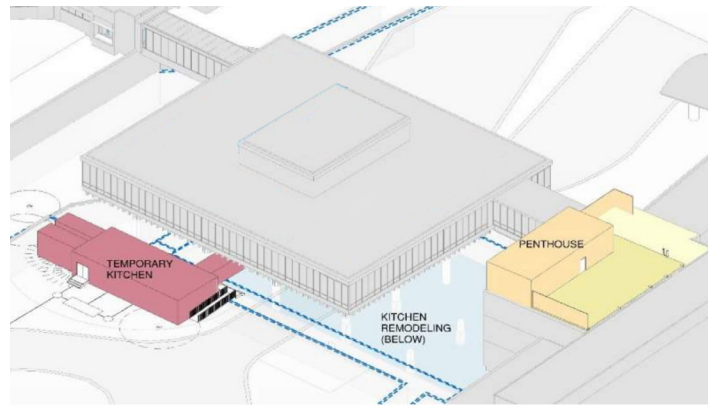 TEMPORARY
KITCHEN
PENTHOUSE
KITCHEN
REMODELING
(BELOW)